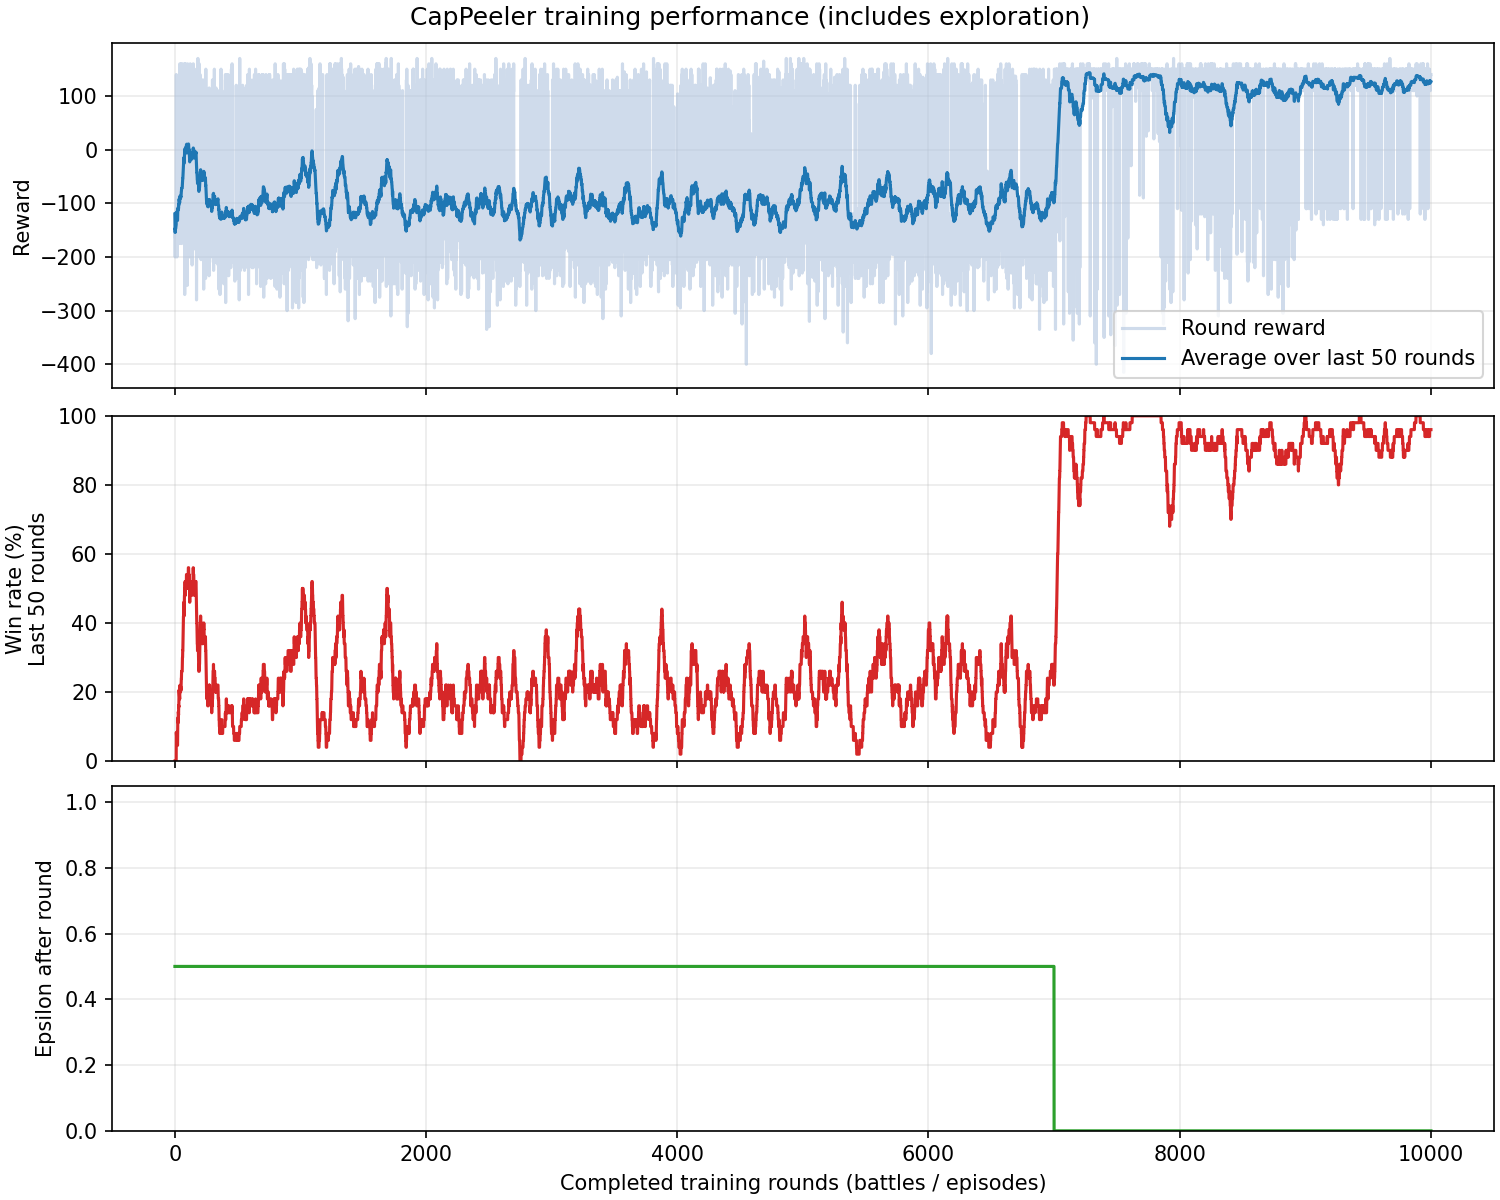 CapPeeler training performance (includes exploration)
100
0
−100
−200
−300
−400
Reward
Round reward
Average over last 50 rounds
100
80
60
40
20
0
Win rate (%)
Last 50 rounds
1.0
0.8
0.6
0.4
0.2
0.0
Epsilon after round
0 2000 4000 6000 8000 10000
Completed training rounds (battles / episodes)